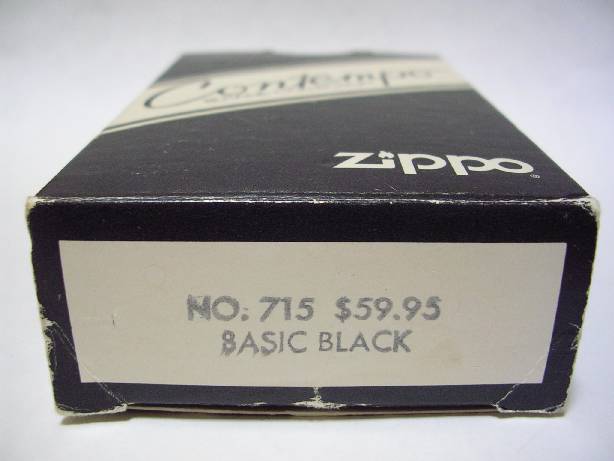 Contempo
zippo®
NO. 715 $59.95
BASIC BLACK